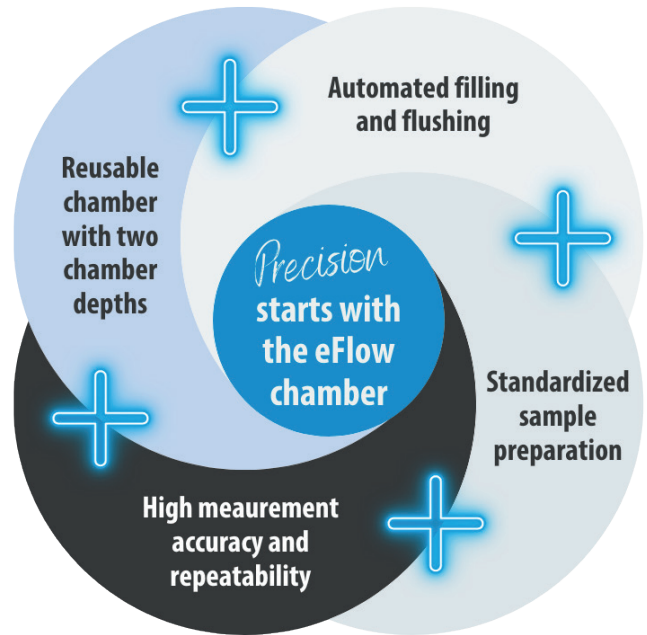 Automated filling
and flushing
Reusable
chamber
with two
chamber
depths
Precision
starts with
the eFlow
chamber
Standardized
sample
preparation
High meaurement
accuracy and
repeatability